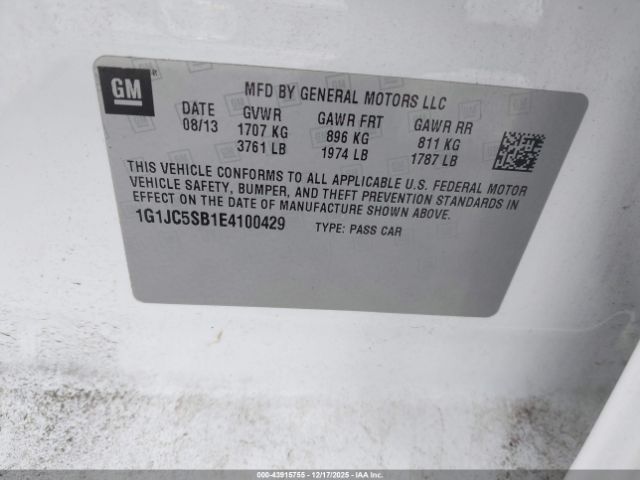 GM
MFD BY GENERAL MOTORS LLC
DATE GVWR GAWR FRT GAWR RR
08/13 1707 KG 896 KG 811 KG
3761 LB 1974 LB 1787 LB
THIS VEHICLE CONFORMS TO ALL APPLICABLE U.S. FEDERAL MOTOR
VEHICLE SAFETY, BUMPER, AND THEFT PREVENTION STANDARDS IN
EFFECT ON THE DATE OF MANUFACTURE SHOWN ABOVE.
1G1JC5SB1E4100429 TYPE: PASS CAR
000-43915755 - 12/17/2025 - IAA Inc.